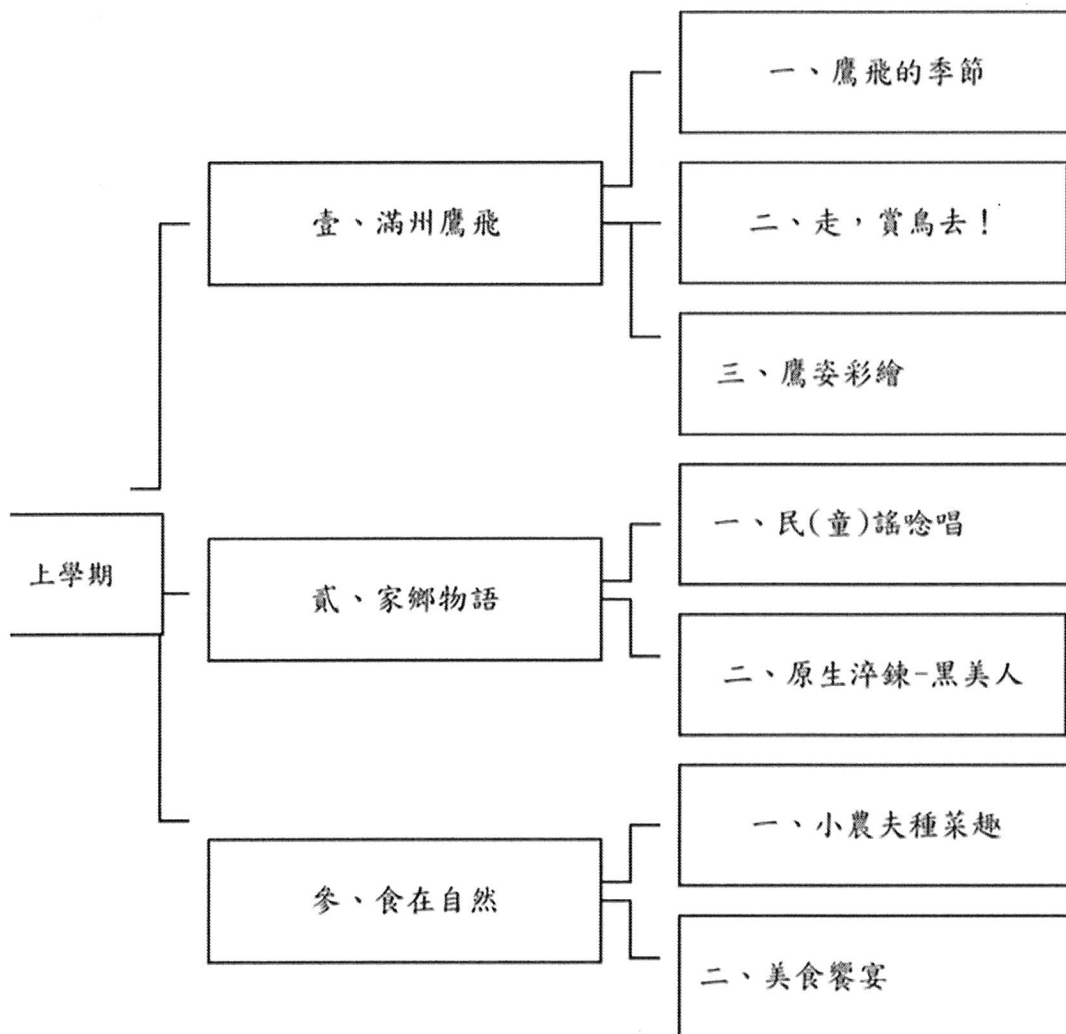 上學期
壹、滿州鷹飛
一、鷹飛的季節
二、走，賞鳥去！
三、鷹姿彩繪
貳、家鄉物語
一、民(童)謠唸唱
二、原生淬鍊-黑美人
參、食在自然
一、小農夫種菜趣
二、美食饗宴